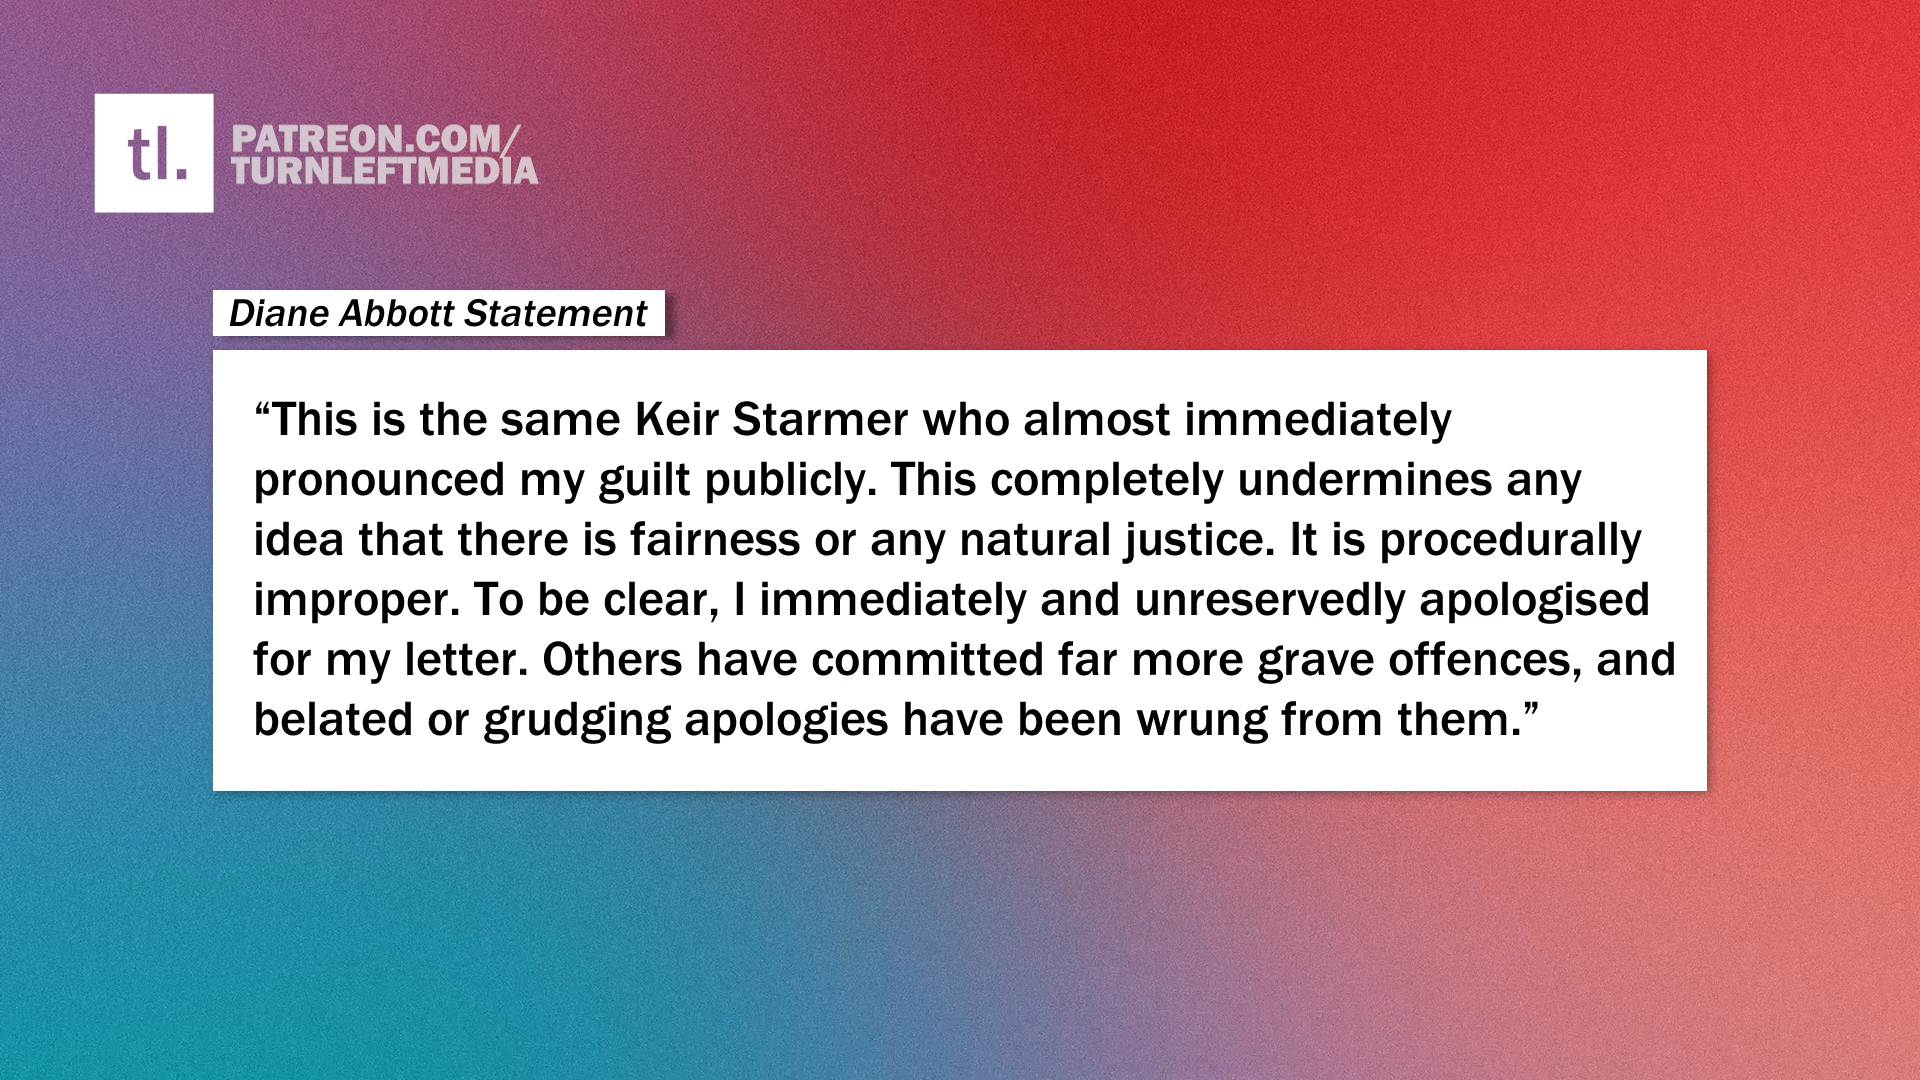 tl.
PATREON.COM/
TURNLEFTMEDIA
Diane Abbott Statement
“This is the same Keir Starmer who almost immediately
pronounced my guilt publicly. This completely undermines any
idea that there is fairness or any natural justice. It is procedurally
improper. To be clear, I immediately and unreservedly apologised
for my letter. Others have committed far more grave offences, and
belated or grudging apologies have been wrung from them.”